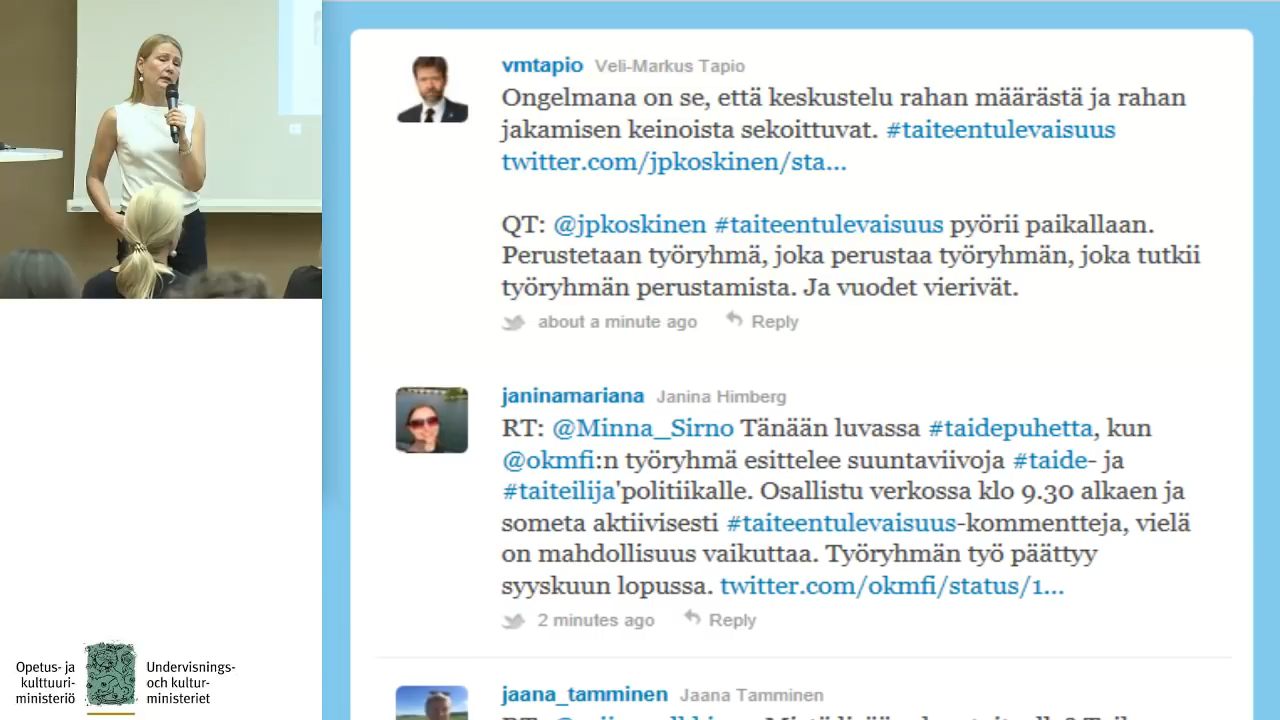 vmtapio Veli-Markus Tapio
Ongelmana on se, että keskustelu rahan määrästä ja rahan
jakamisen keinoista sekoittuvat. #taiteentulevaisuus
twitter.com/jpkoskinen/sta...
QT: @jpkoskinen #taiteentulevaisuus pyörii paikallaan.
Perustetaan työryhmä, joka perustaa työryhmän, joka tutkii
työryhmän perustamista. Ja vuodet vierivät.
about a minute ago Reply
janinamariana Janina Himberg
RT: @Minna_Sirno Tänään luvassa #taidepuhetta, kun
@okmfi:n työryhmä esittelee suuntaviivoja #taide- ja
#taiteilija'politiikalle. Osallistu verkossa klo 9.30 alkaen ja
someta aktiivisesti #taiteentulevaisuus-kommentteja, vielä
on mahdollisuus vaikuttaa. Työryhmän työ päättyy
syyskuun lopussa. twitter.com/okmfi/status/1...
2 minutes ago Reply
jaana_tamminen Jaana Tamminen
Opetus- ja
kulttuuri-
ministeriö
Undervisnings-
och kultur-
ministeriet